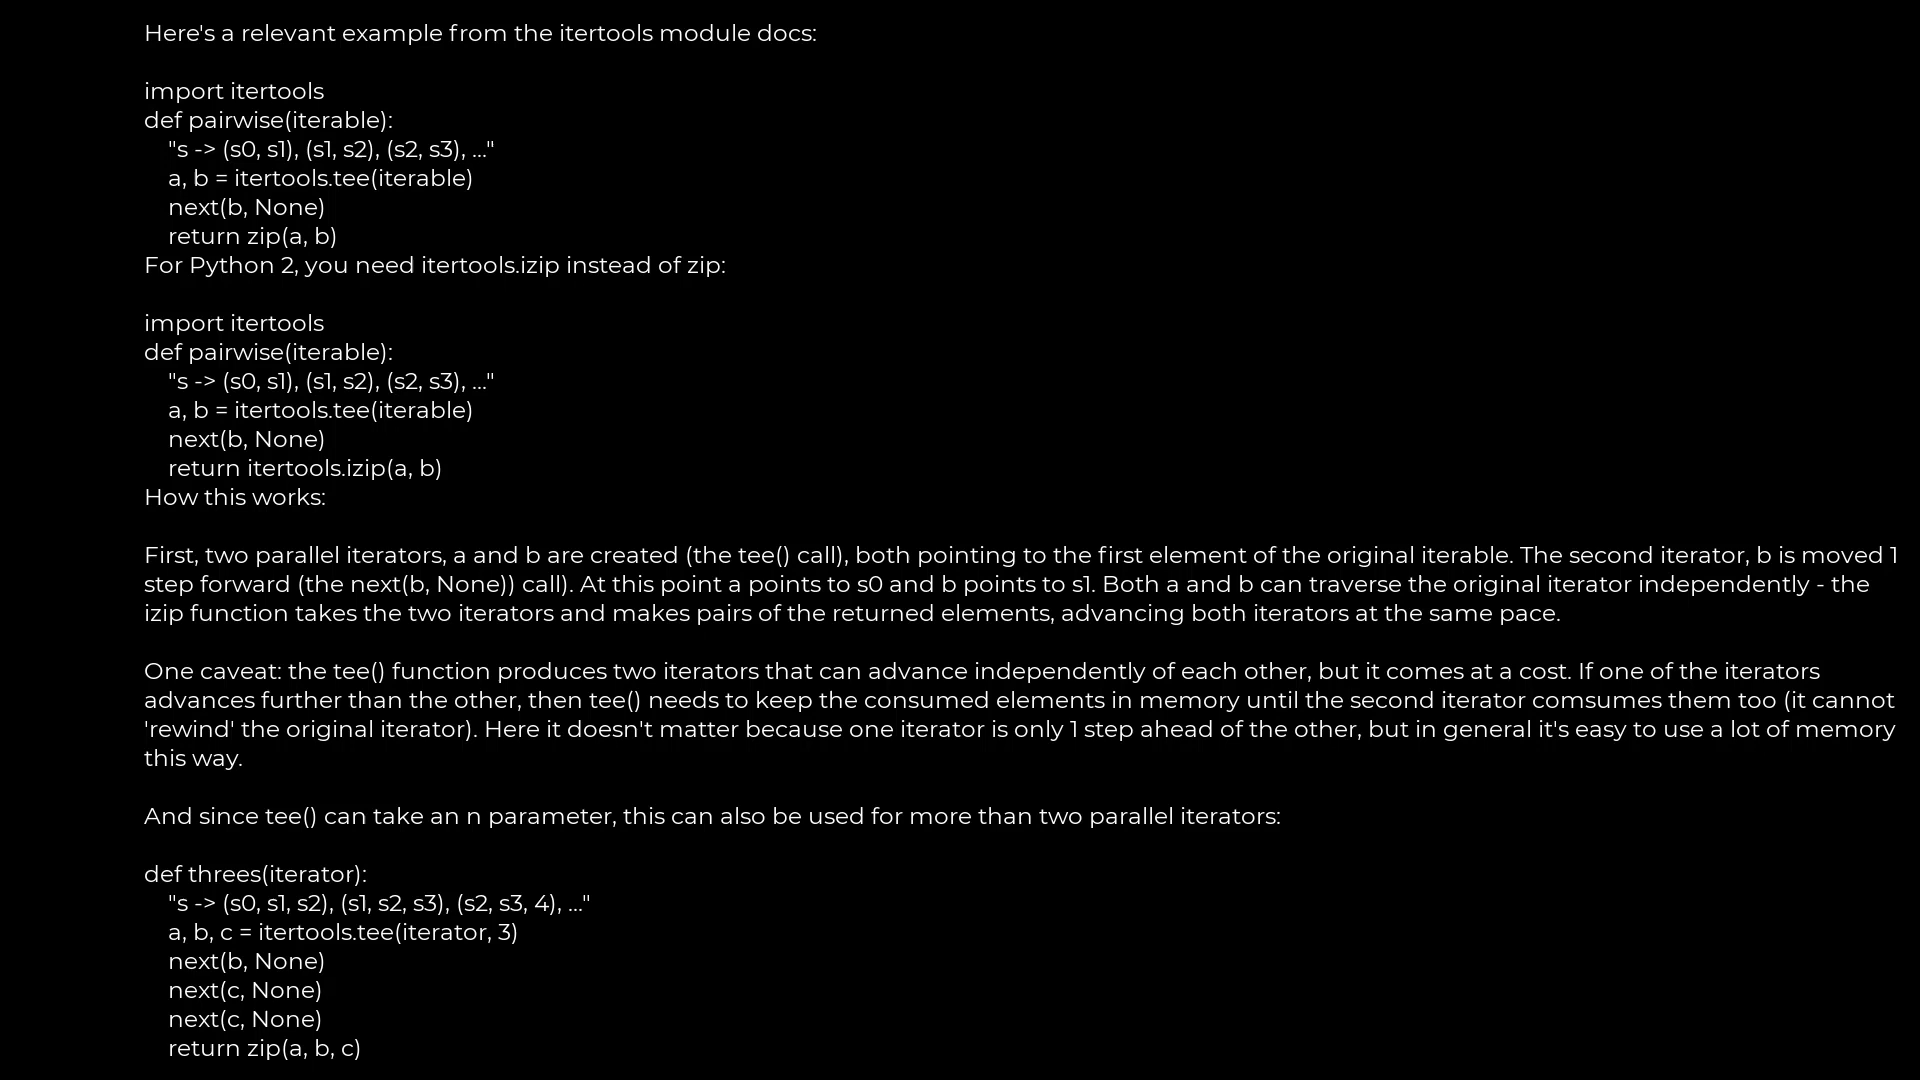 Here's a relevant example from the itertools module docs:
import itertools
def pairwise(iterable):
"s -> (s0, s1), (s1, s2), (s2, s3), ..."
a, b = itertools.tee(iterable)
next(b, None)
return zip(a, b)
For Python 2, you need itertools.izip instead of zip:
import itertools
def pairwise(iterable):
"s -> (s0, s1), (s1, s2), (s2, s3), ..."
a, b = itertools.tee(iterable)
next(b, None)
return itertools.izip(a, b)
How this works:
First, two parallel iterators, a and b are created (the tee() call), both pointing to the first element of the original iterable. The second iterator, b is moved 1
step forward (the next(b, None)) call). At this point a points to s0 and b points to s1. Both a and b can traverse the original iterator independently - the
izip function takes the two iterators and makes pairs of the returned elements, advancing both iterators at the same pace.
One caveat: the tee() function produces two iterators that can advance independently of each other, but it comes at a cost. If one of the iterators
advances further than the other, then tee() needs to keep the consumed elements in memory until the second iterator comsumes them too (it cannot
'rewind' the original iterator). Here it doesn't matter because one iterator is only 1 step ahead of the other, but in general it's easy to use a lot of memory
this way.
And since tee() can take an n parameter, this can also be used for more than two parallel iterators:
def threes(iterator):
"s -> (s0, s1, s2), (s1, s2, s3), (s2, s3, 4), ..."
a, b, c = itertools.tee(iterator, 3)
next(b, None)
next(c, None)
next(c, None)
return zip(a, b, c)